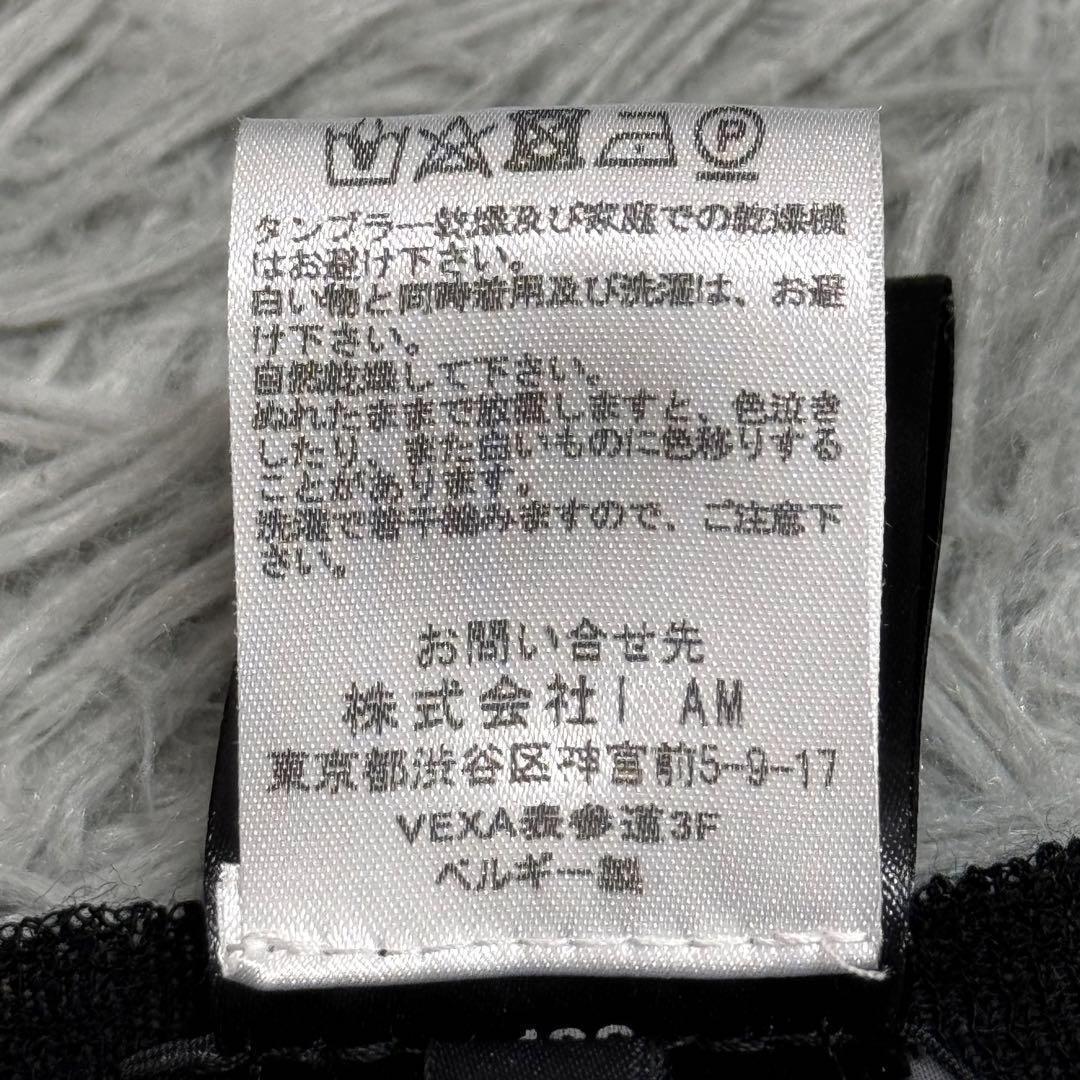 P
タンブラー乾燥及び家庭での乾燥機
はお避け下さい。
白い物と同時着用及び洗濯は、お避
け下さい。
自然乾燥して下さい。
ぬれたままで放置しますと、色泣き
したり、また白いものに色移りする
ことがあります。
洗濯で若干縮みますので、ご注意下
さい。
お問い合せ先
株式会社I AM
東京都渋谷区神宮前5-9-17
VEXA表参道3F
ベルギー製